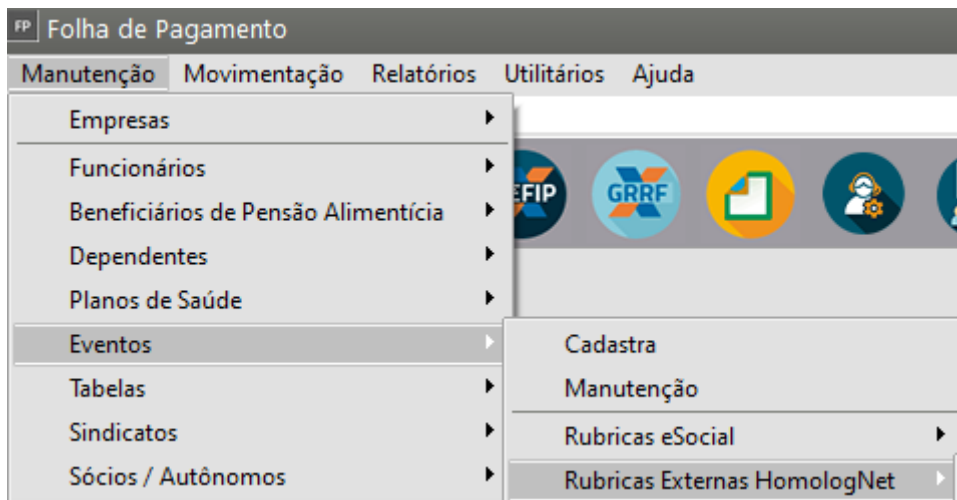 FP Folha de Pagamento
Manutenção Movimentação Relatórios Utilitários Ajuda
Empresas
Funcionários
EFIP GRRF
Beneficiários de Pensão Alimentícia
Dependentes
Planos de Saúde
Eventos
Cadastra
Tabelas
Manutenção
Sindicatos
Rubricas eSocial
Sócios / Autônomos
Rubricas Externas HomologNet